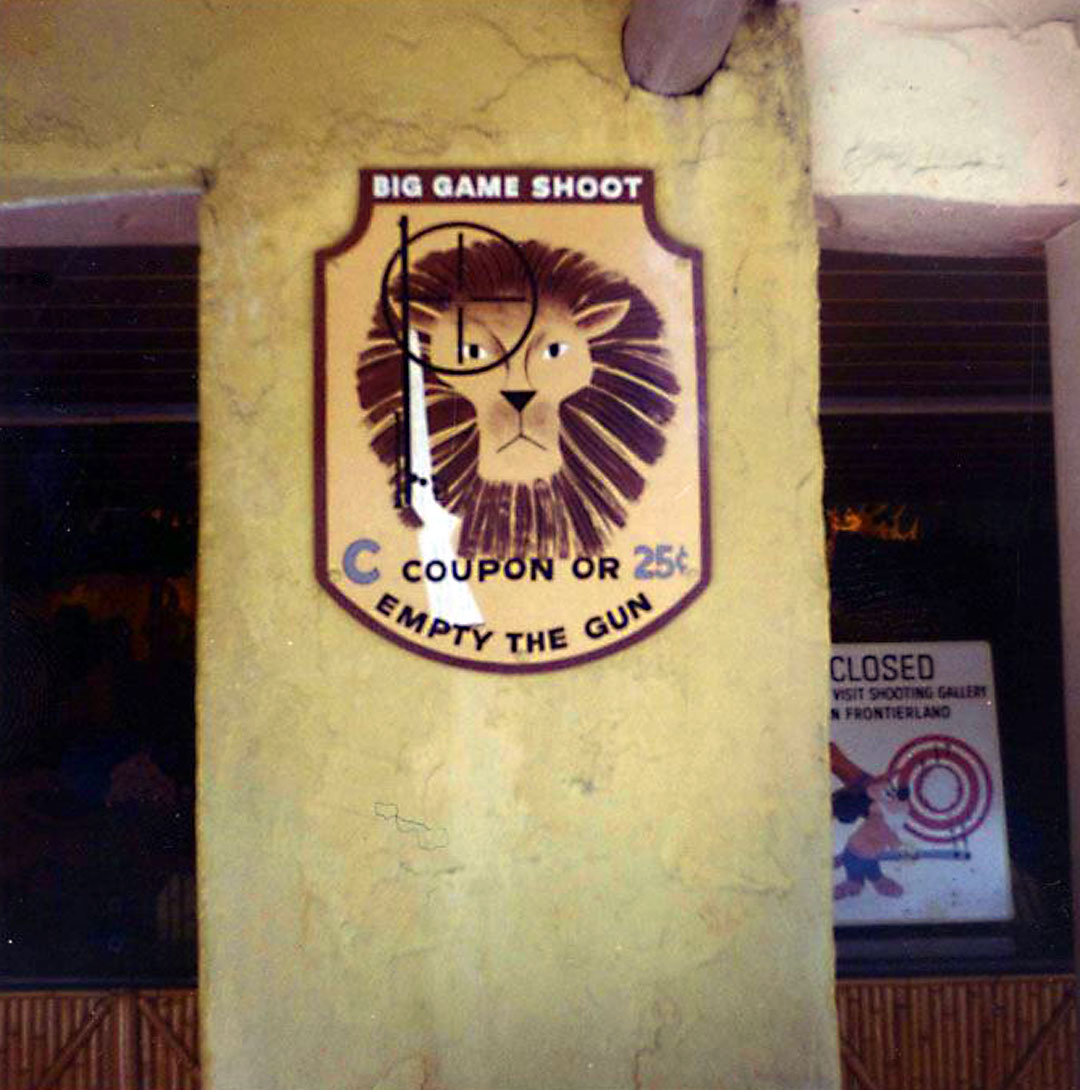 BIG GAME SHOOT
C COUPON OR 25¢
EMPTY THE GUN
CLOSED
VISIT SHOOTING GALLERY
FRONTIERLAND